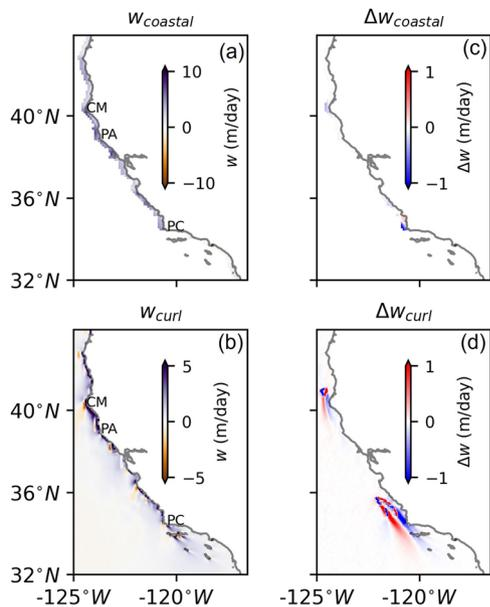 w_coastal
(a)
10
0
−10
w (m/day)
CM
PA
PC
40°N
36°N
32°N
Δw_coastal
(c)
1
0
−1
Δw (m/day)
w_curl
(b)
5
0
−5
w (m/day)
CM
PA
PC
40°N
36°N
32°N
-125°W
-120°W
Δw_curl
(d)
1
0
−1
Δw (m/day)
-125°W
-120°W